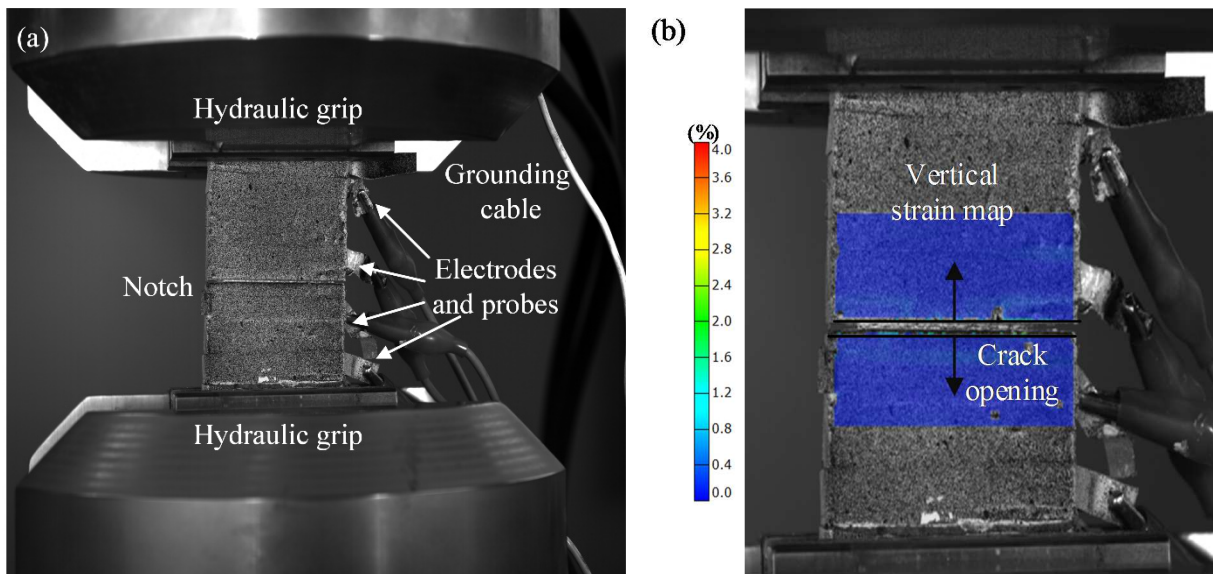 (a)
Hydraulic grip
Grounding
cable
Notch
Electrodes
and probes
Hydraulic grip
(b)
(%)
4.0
3.6
3.2
2.8
2.4
2.0
1.6
1.2
0.8
0.4
0.0
Vertical
strain map
Crack
opening